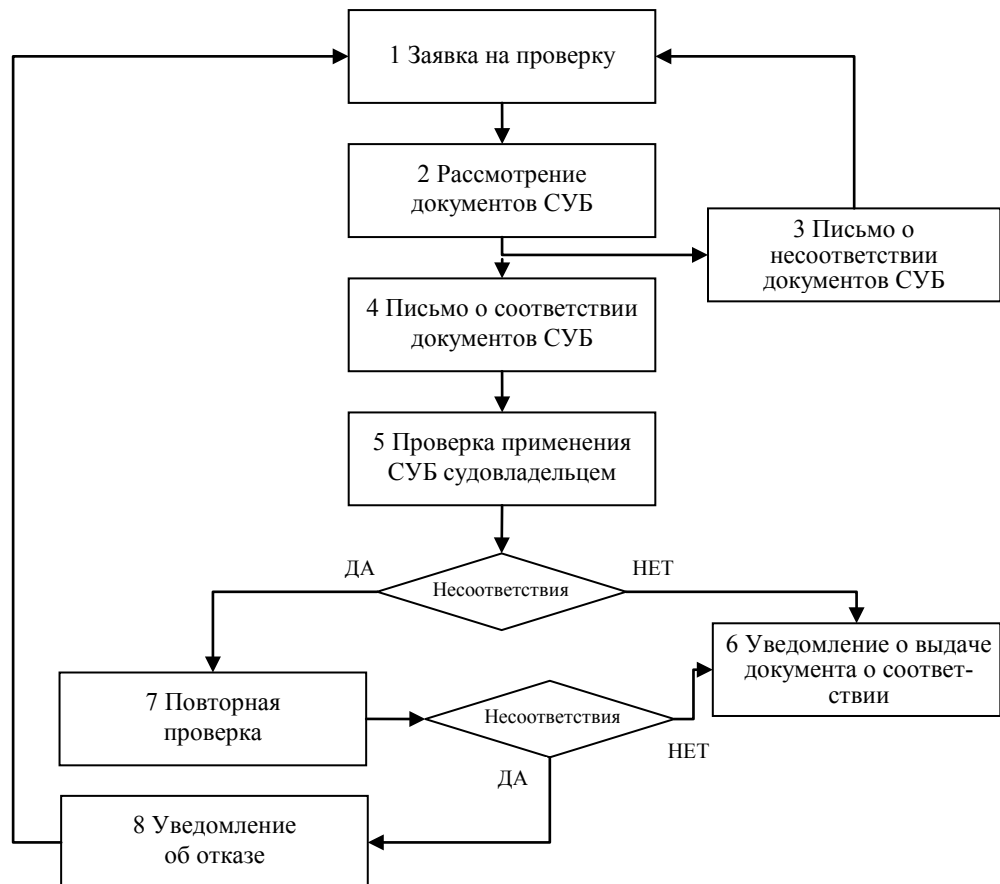 1 Заявка на проверку
2 Рассмотрение
документов СУБ
3 Письмо о
несоответствии
документов СУБ
4 Письмо о соответствии
документов СУБ
5 Проверка применения
СУБ судовладельцем
ДА
НЕТ
Несоответствия
6 Уведомление о выдаче
документа о соответ-
ствии
7 Повторная
проверка
Несоответствия
НЕТ
ДА
8 Уведомление
об отказе